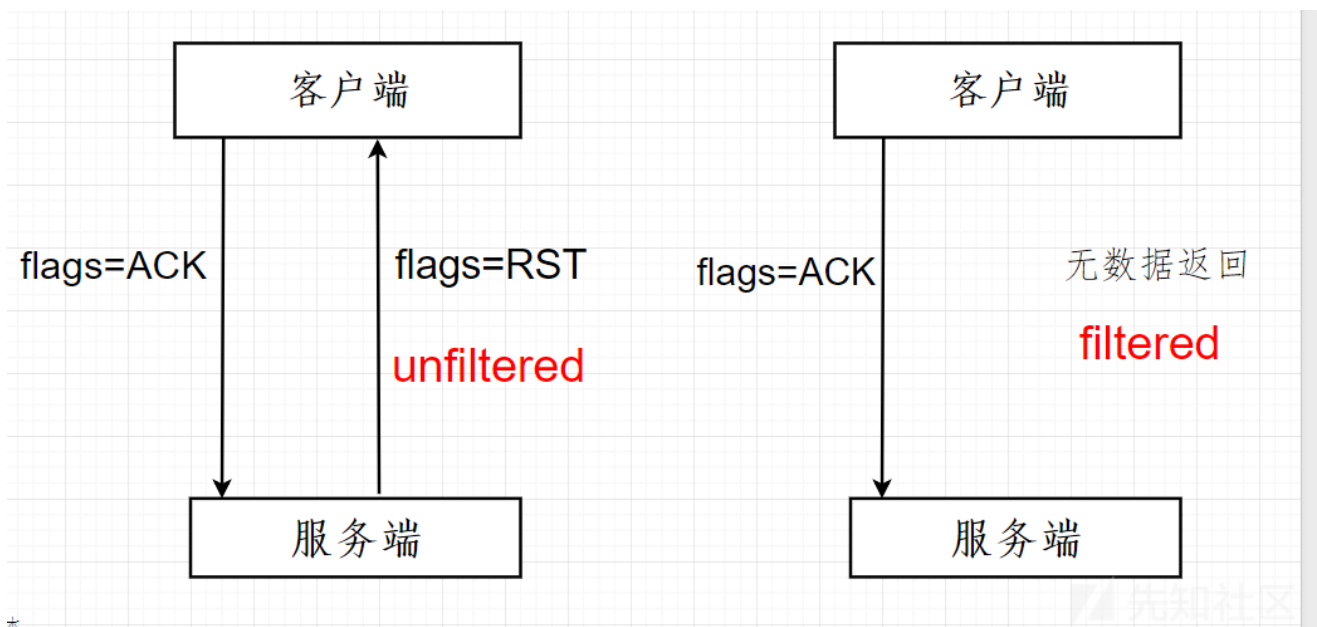 客户端
flags=ACK
flags=RST
unfiltered
服务端
客户端
flags=ACK
无数据返回
filtered
服务端
先知社区